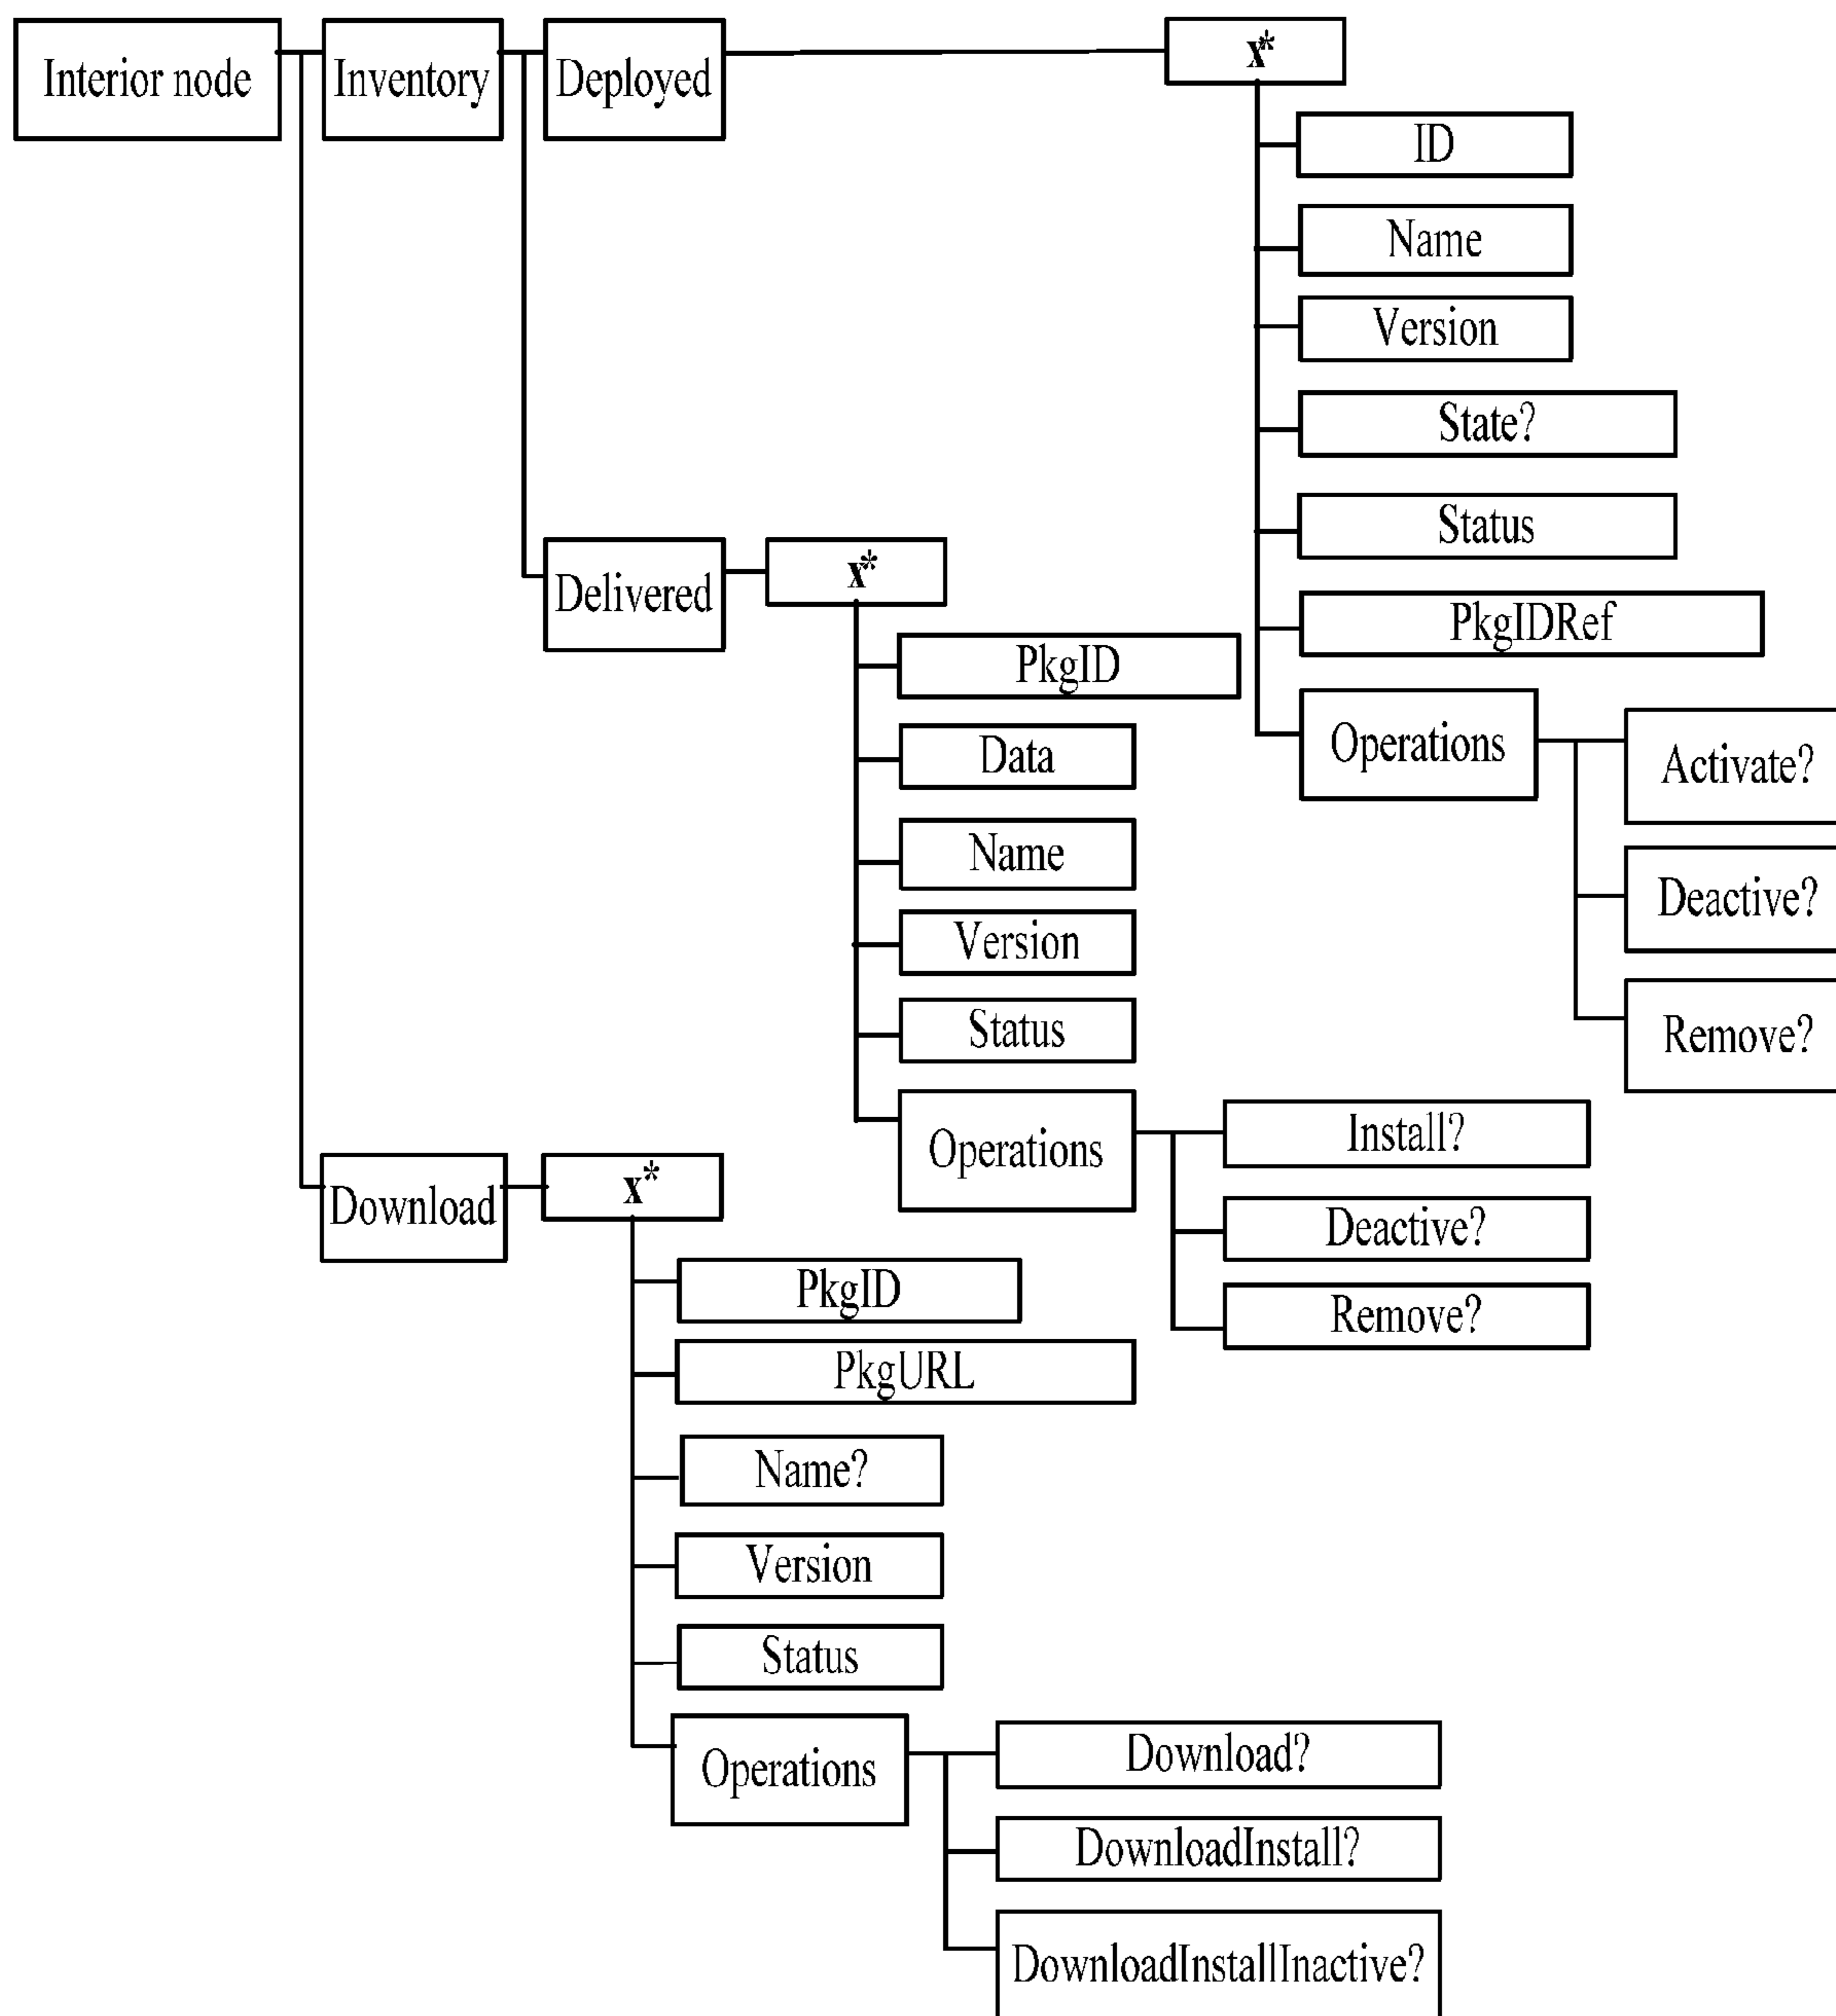 Interior node
Inventory
Deployed
x*
ID
Name
Version
State?
Status
PkgIDRef
Operations
Activate?
Deactive?
Remove?
Delivered
x*
PkgID
Data
Name
Version
Status
Operations
Install?
Deactive?
Remove?
Download
x*
PkgID
PkgURL
Name?
Version
Status
Operations
Download?
DownloadInstall?
DownloadInstallInactive?